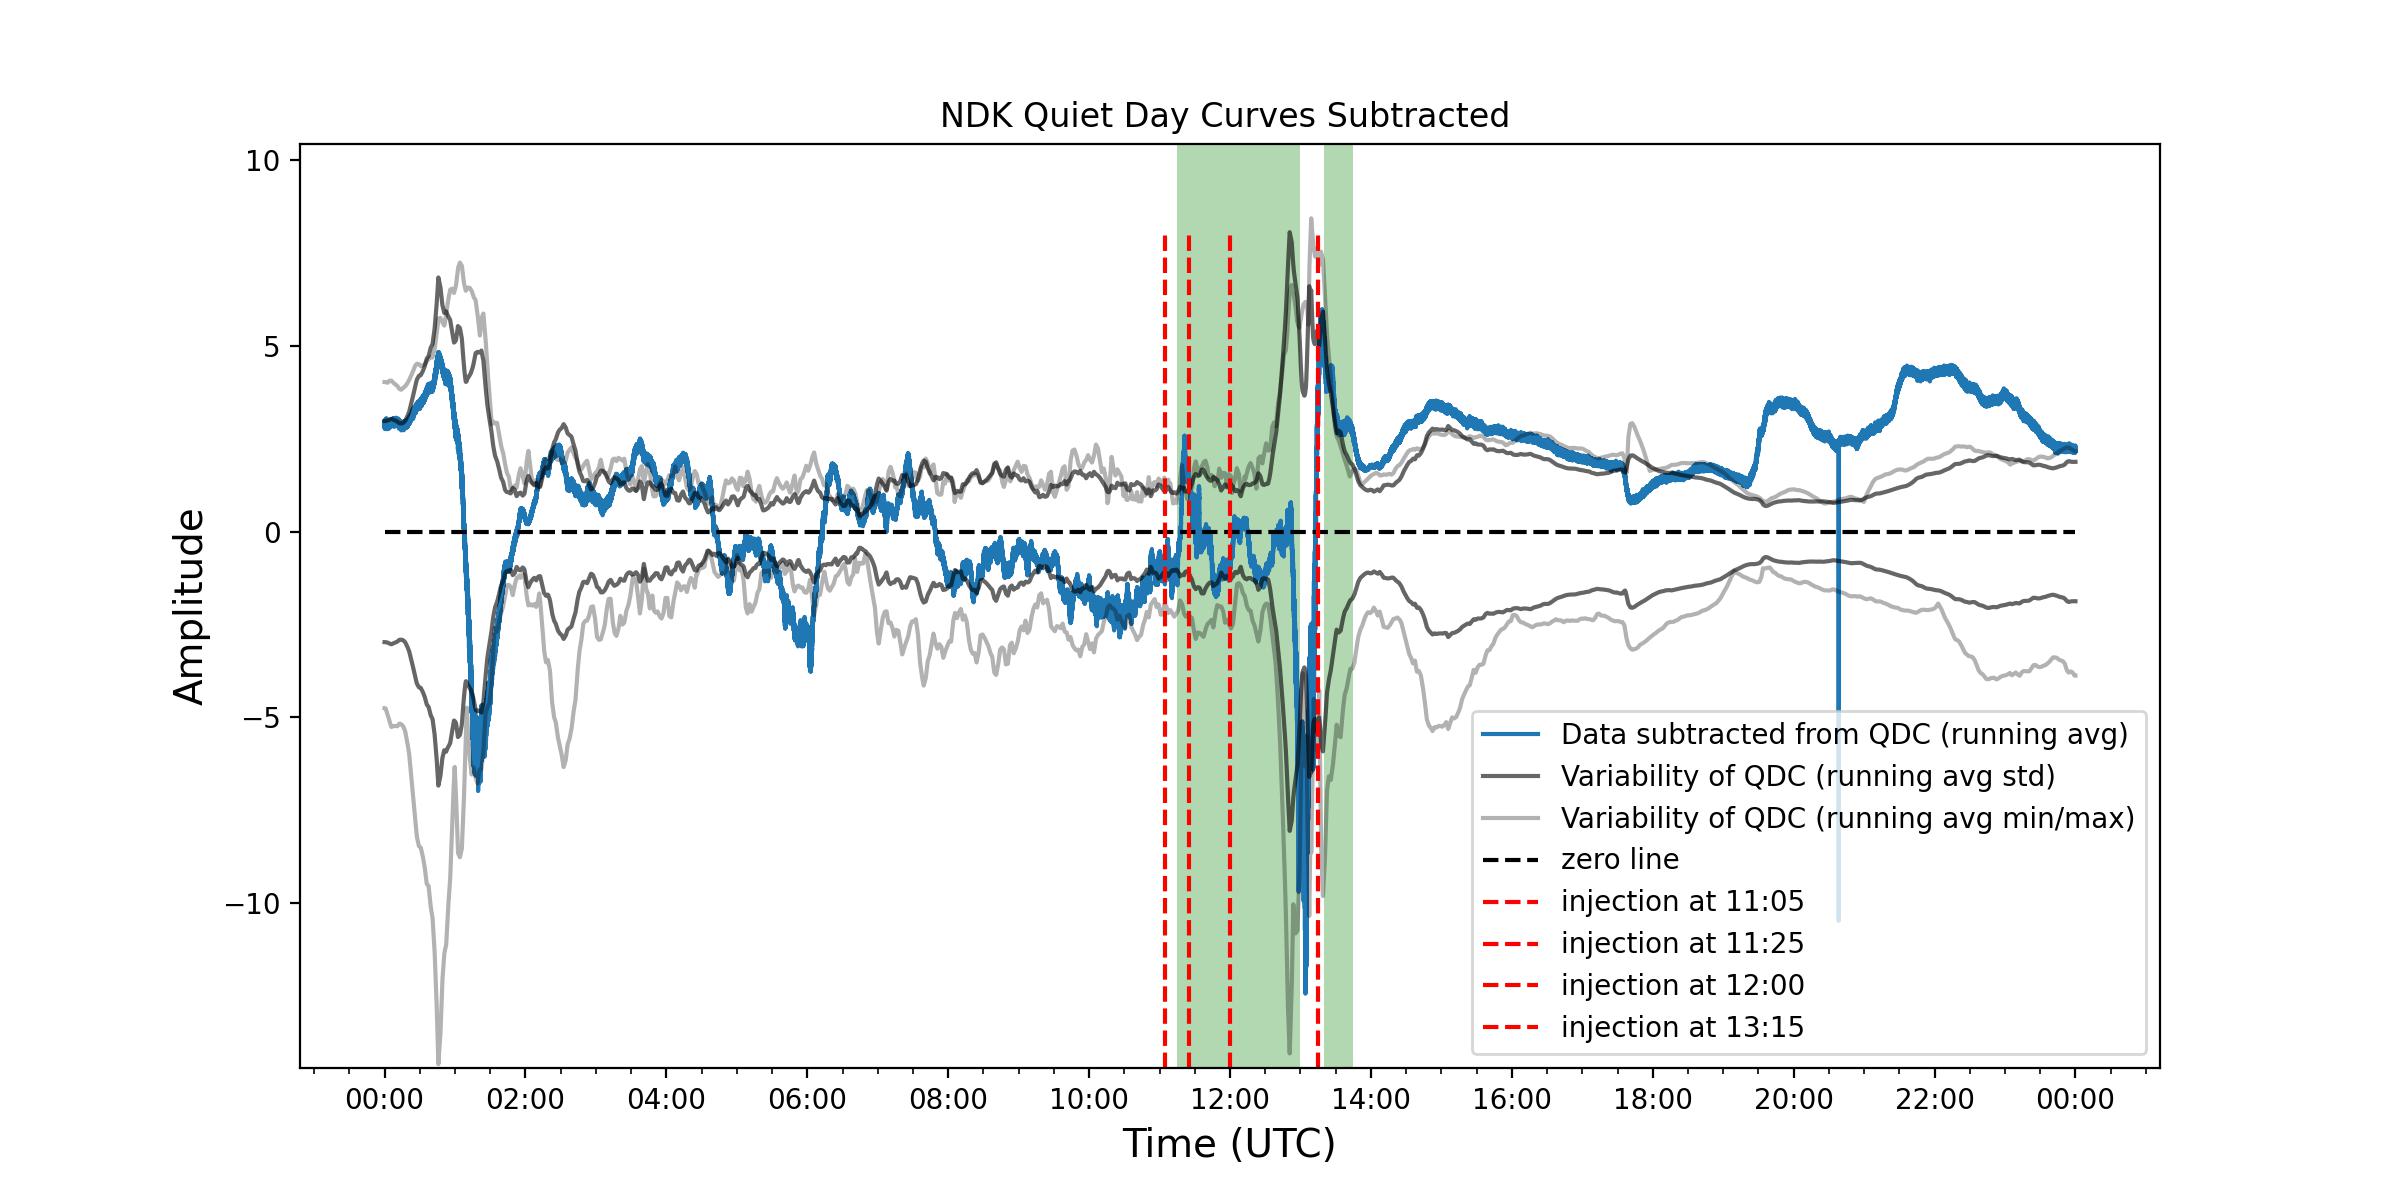 NDK Quiet Day Curves Subtracted
10
5
0
−5
−10
Amplitude
Data subtracted from QDC (running avg)
Variability of QDC (running avg std)
Variability of QDC (running avg min/max)
zero line
injection at 11:05
injection at 11:25
injection at 12:00
injection at 13:15
00:00 02:00 04:00 06:00 08:00 10:00 12:00 14:00 16:00 18:00 20:00 22:00 00:00
Time (UTC)